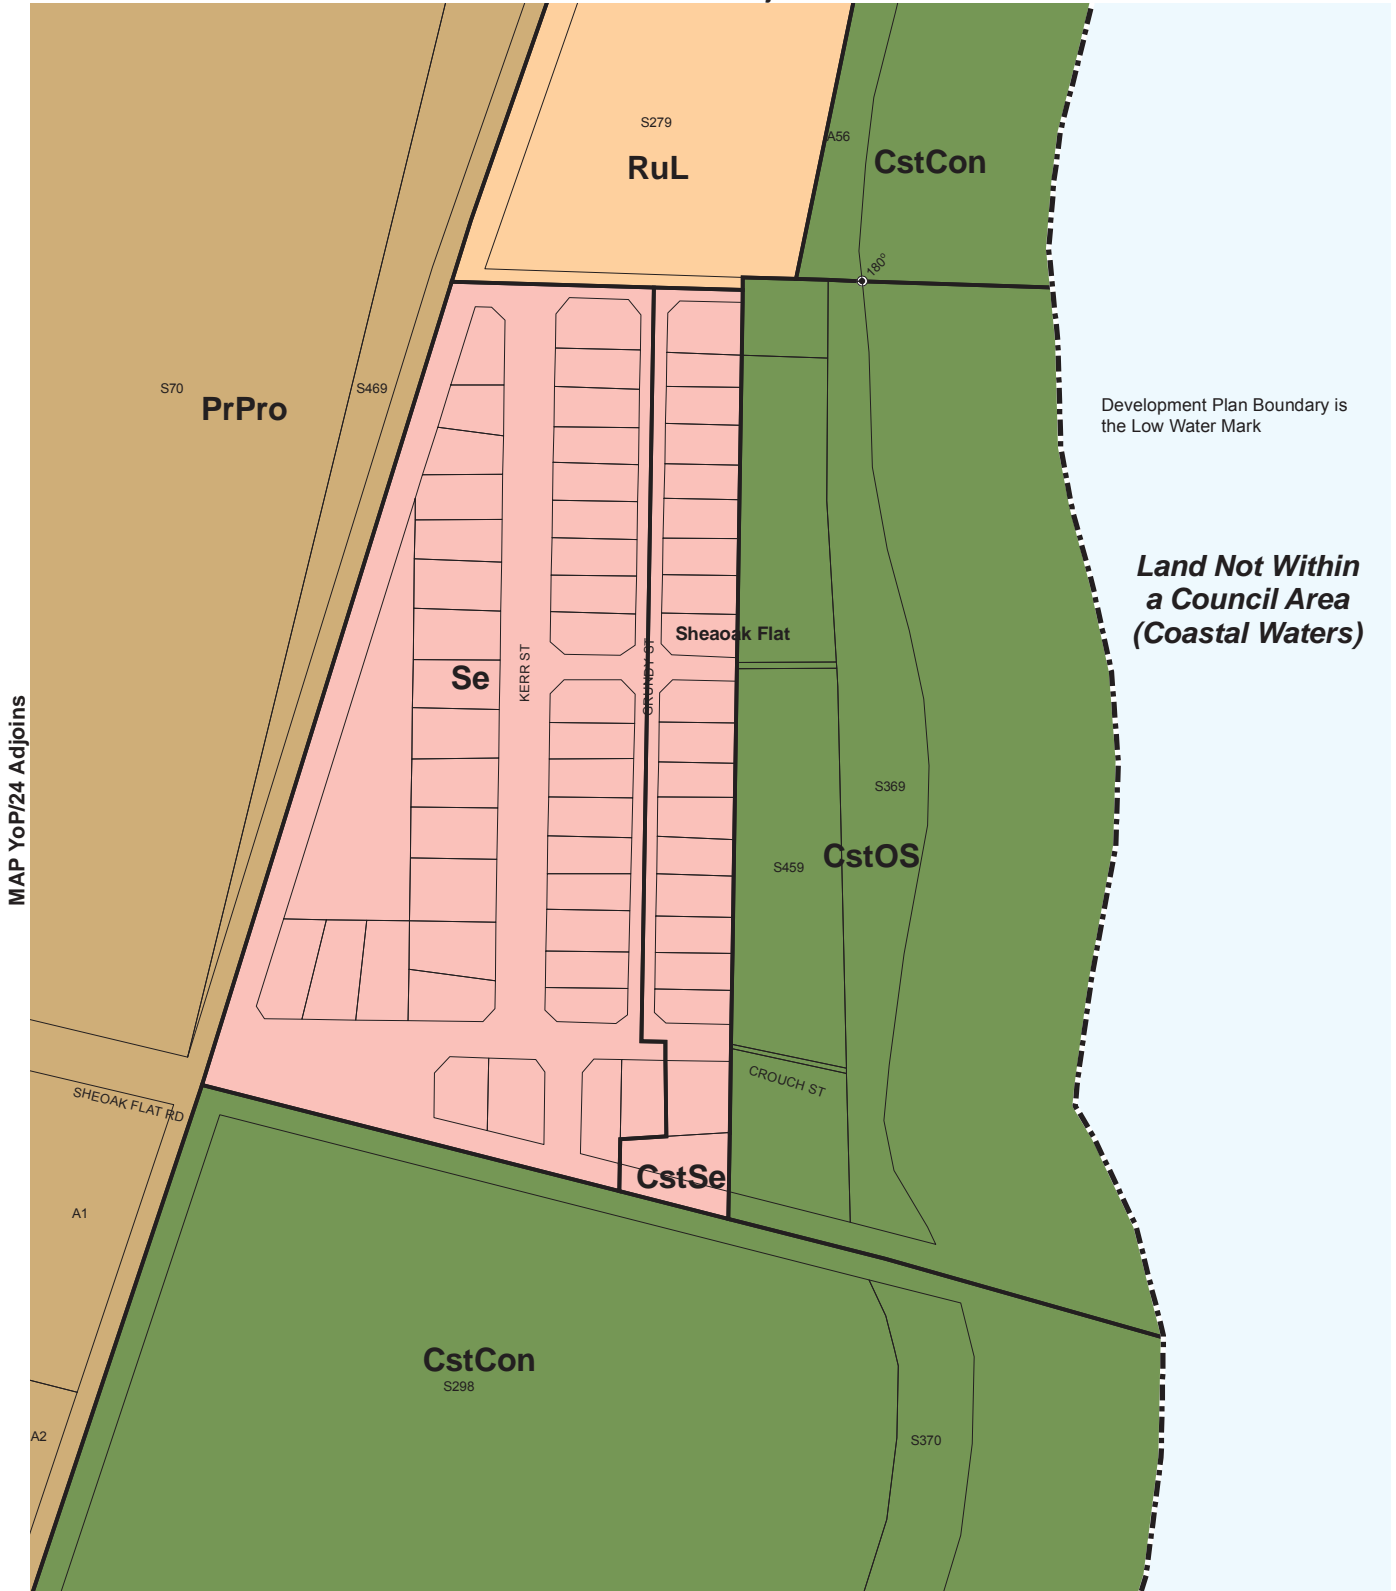 S279
RuL
A56
CstCon
180°
S70
PrPro
S469
Development Plan Boundary is
the Low Water Mark
Land Not Within
a Council Area
(Coastal Waters)
Sheaoak Flat
Se
KERR ST
GRUNDY ST
MAP YoP/24 Adjoins
S369
S459
CstOS
CROUCH ST
SHEOAK FLAT RD
CstSe
A1
CstCon
S298
A2
S370